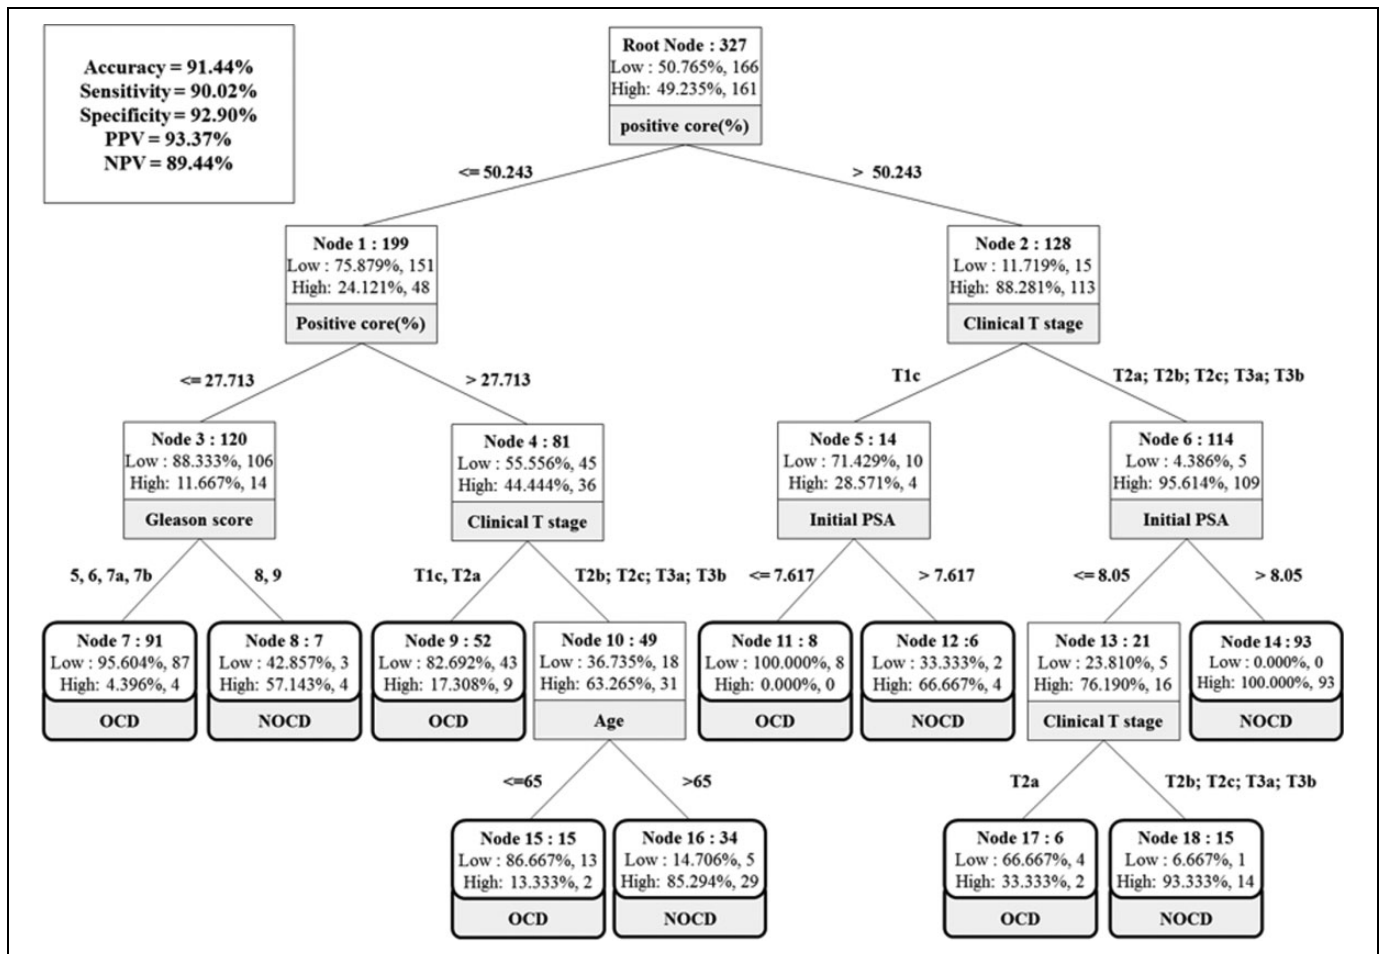 Accuracy = 91.44%
Sensitivity = 90.02%
Specificity = 92.90%
PPV = 93.37%
NPV = 89.44%
Root Node : 327
Low : 50.765%, 166
High: 49.235%, 161
positive core(%)
<= 50.243
> 50.243
Node 1 : 199
Low : 75.879%, 151
High: 24.121%, 48
Positive core(%)
Node 2 : 128
Low : 11.719%, 15
High: 88.281%, 113
Clinical T stage
<= 27.713
> 27.713
T1c
T2a; T2b; T2c; T3a; T3b
Node 3 : 120
Low : 88.333%, 106
High: 11.667%, 14
Gleason score
Node 4 : 81
Low : 55.556%, 45
High: 44.444%, 36
Clinical T stage
Node 5 : 14
Low : 71.429%, 10
High: 28.571%, 4
Initial PSA
Node 6 : 114
Low : 4.386%, 5
High: 95.614%, 109
Initial PSA
5, 6, 7a, 7b
8, 9
T1c, T2a
T2b; T2c; T3a; T3b
<= 7.617
> 7.617
<= 8.05
> 8.05
Node 7 : 91
Low : 95.604%, 87
High: 4.396%, 4
OCD
Node 8 : 7
Low : 42.857%, 3
High: 57.143%, 4
NOCD
Node 9 : 52
Low : 82.692%, 43
High: 17.308%, 9
OCD
Node 10 : 49
Low : 36.735%, 18
High: 63.265%, 31
Age
Node 11 : 8
Low : 100.000%, 8
High: 0.000%, 0
OCD
Node 12 :6
Low : 33.333%, 2
High: 66.667%, 4
NOCD
Node 13 : 21
Low : 23.810%, 5
High: 76.190%, 16
Clinical T stage
Node 14 : 93
Low : 0.000%, 0
High: 100.000%, 93
NOCD
<=65
>65
T2a
T2b; T2c; T3a; T3b
Node 15 : 15
Low : 86.667%, 13
High: 13.333%, 2
OCD
Node 16 : 34
Low : 14.706%, 5
High: 85.294%, 29
NOCD
Node 17 : 6
Low : 66.667%, 4
High: 33.333%, 2
OCD
Node 18 : 15
Low : 6.667%, 1
High: 93.333%, 14
NOCD